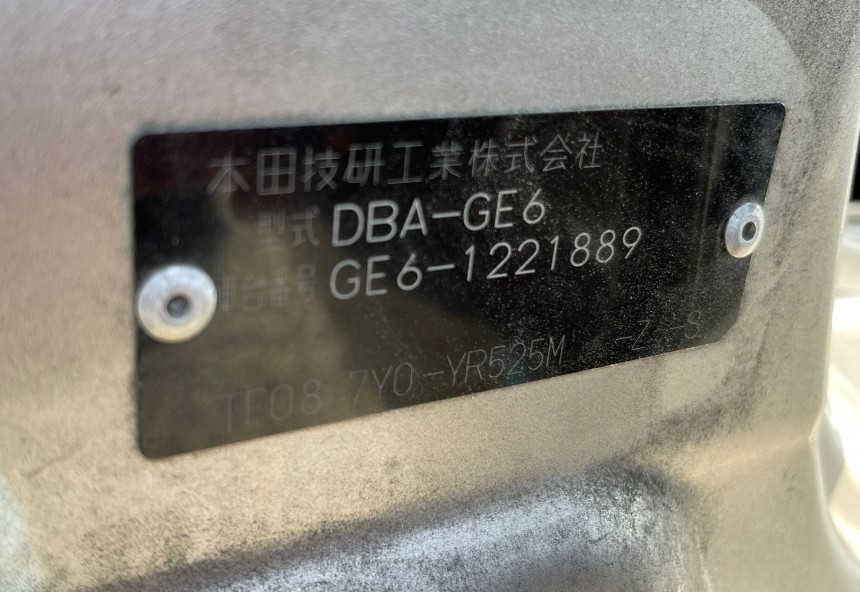 本田技研工業株式会社
型式 DBA-GE6
車台番号 GE6-1221889
TF08 7Y0-YR525M -Z -S